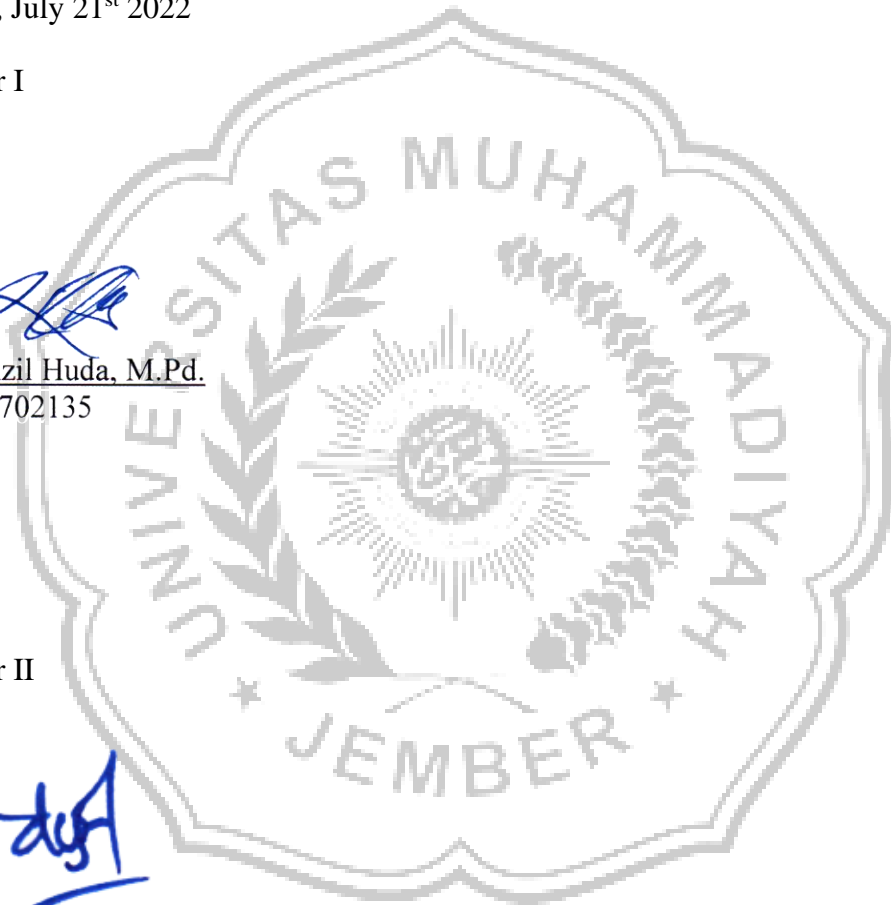 , July 21st 2022
r I
UNIVERSITAS MUHAMMADIYAH
zil Huda, M.Pd.
702135
r II
JEMBER